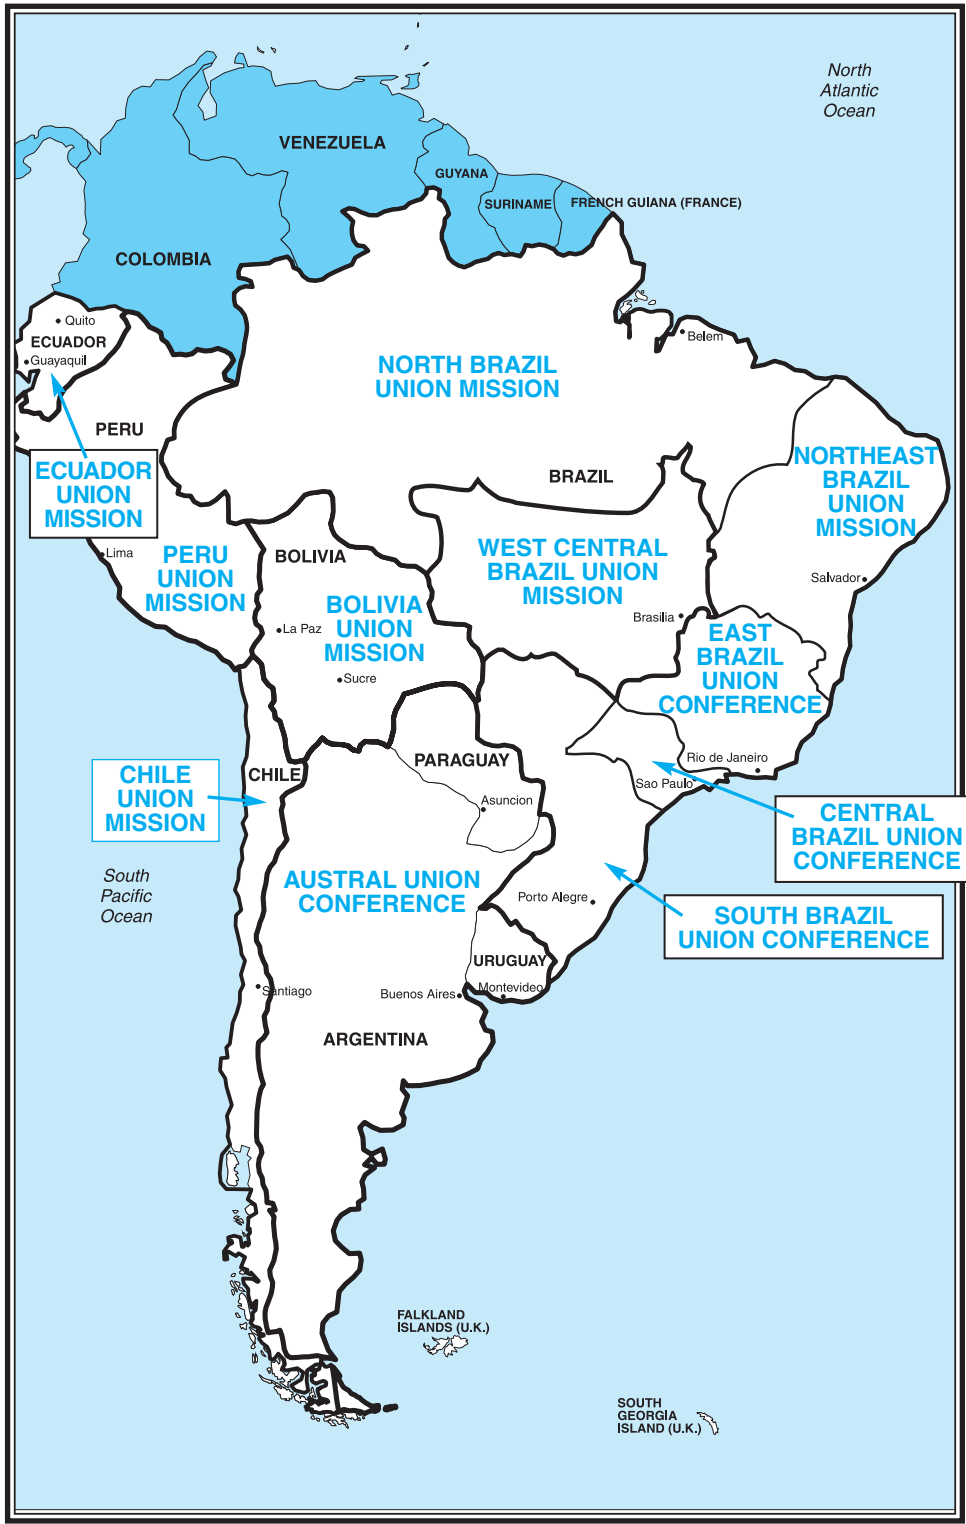 North
Atlantic
Ocean
VENEZUELA
GUYANA
SURINAME
FRENCH GUIANA (FRANCE)
COLOMBIA
Quito
ECUADOR
Guayaquil
Belem
NORTH BRAZIL
UNION MISSION
PERU
BRAZIL
ECUADOR
UNION
MISSION
NORTHEAST
BRAZIL
UNION
MISSION
Lima
PERU
UNION
MISSION
BOLIVIA
WEST CENTRAL
BRAZIL UNION
MISSION
Salvador
BOLIVIA
UNION
MISSION
La Paz
Sucre
Brasilia
EAST
BRAZIL
UNION
CONFERENCE
CHILE
PARAGUAY
Rio de Janeiro
Sao Paulo
Asuncion
CHILE
UNION
MISSION
CENTRAL
BRAZIL UNION
CONFERENCE
South
Pacific
Ocean
AUSTRAL UNION
CONFERENCE
Porto Alegre
SOUTH BRAZIL
UNION CONFERENCE
URUGUAY
Santiago
Buenos Aires
Montevideo
ARGENTINA
FALKLAND
ISLANDS (U.K.)
SOUTH
GEORGIA
ISLAND (U.K.)